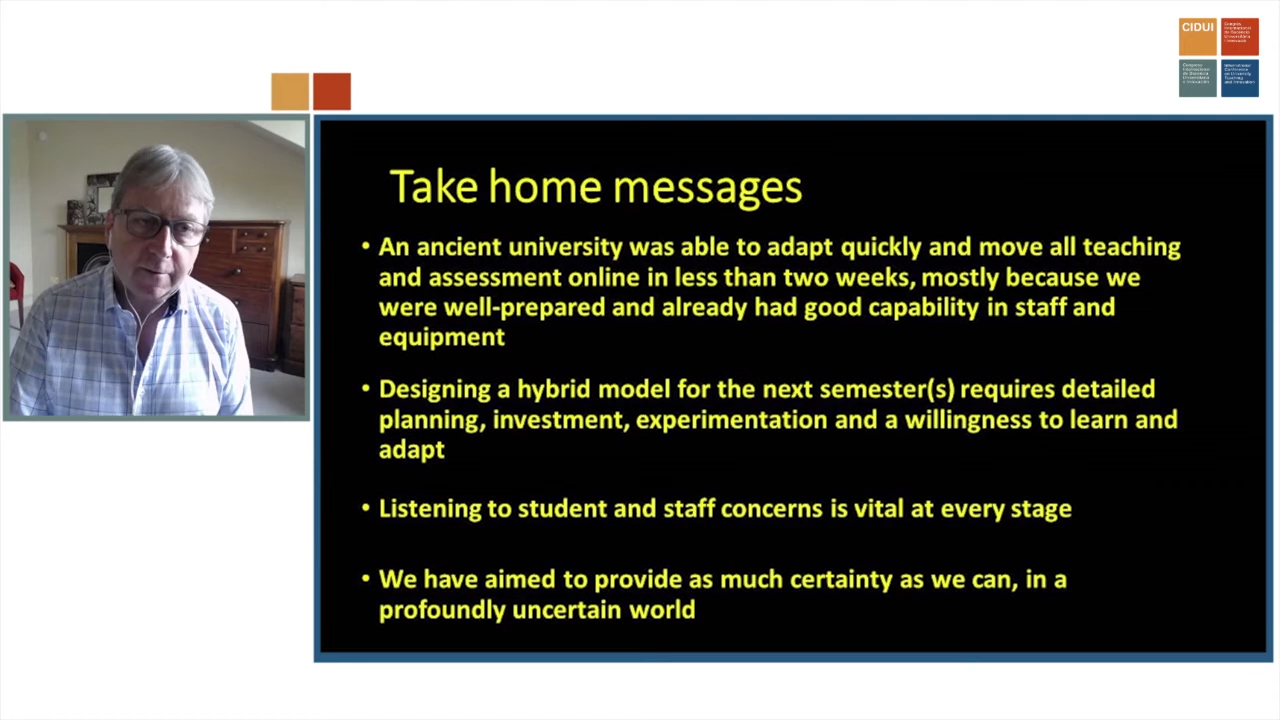 CIDUI
Take home messages
• An ancient university was able to adapt quickly and move all teaching
and assessment online in less than two weeks, mostly because we
were well-prepared and already had good capability in staff and
equipment
• Designing a hybrid model for the next semester(s) requires detailed
planning, investment, experimentation and a willingness to learn and
adapt
• Listening to student and staff concerns is vital at every stage
• We have aimed to provide as much certainty as we can, in a
profoundly uncertain world